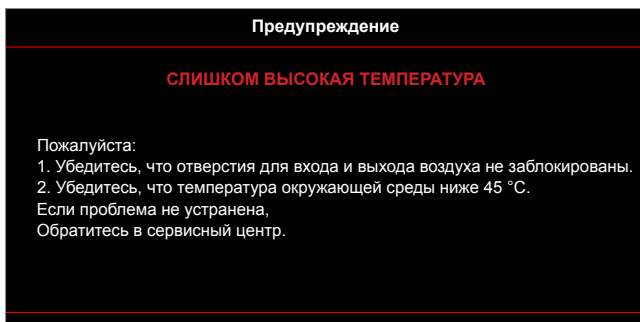 Предупреждение
СЛИШКОМ ВЫСОКАЯ ТЕМПЕРАТУРА
Пожалуйста:
1. Убедитесь, что отверстия для входа и выхода воздуха не заблокированы.
2. Убедитесь, что температура окружающей среды ниже 45 °C.
Если проблема не устранена,
Обратитесь в сервисный центр.